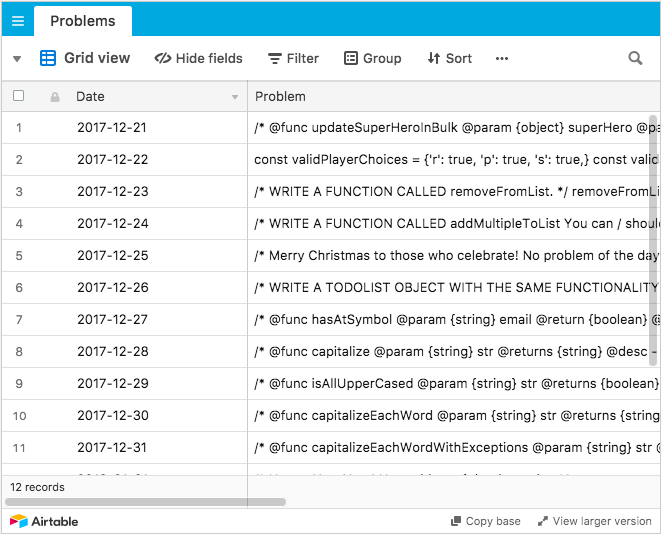 Problems
Grid view Hide fields Filter Group Sort
Date Problem
1 2017-12-21 /* @func updateSuperHeroInBulk @param {object} superHero
2 2017-12-22 const validPlayerChoices = {'r': true, 'p': true, 's': true,} const valid
3 2017-12-23 /* WRITE A FUNCTION CALLED removeFromList. */ removeFromLi
4 2017-12-24 /* WRITE A FUNCTION CALLED addMultipleToList You can / shoul
5 2017-12-25 /* Merry Christmas to those who celebrate! No problem of the day
6 2017-12-26 /* WRITE A TODOLIST OBJECT WITH THE SAME FUNCTIONALITY
7 2017-12-27 /* @func hasAtSymbol @param {string} email @return {boolean} @
8 2017-12-28 /* @func capitalize @param {string} str @returns {string} @desc -
9 2017-12-29 /* @func isAllUpperCased @param {string} str @returns {boolean}
10 2017-12-30 /* @func capitalizeEachWord @param {string} str @returns {string
11 2017-12-31 /* @func capitalizeEachWordWithExceptions @param {string} str @
12 records
Airtable Copy base View larger version